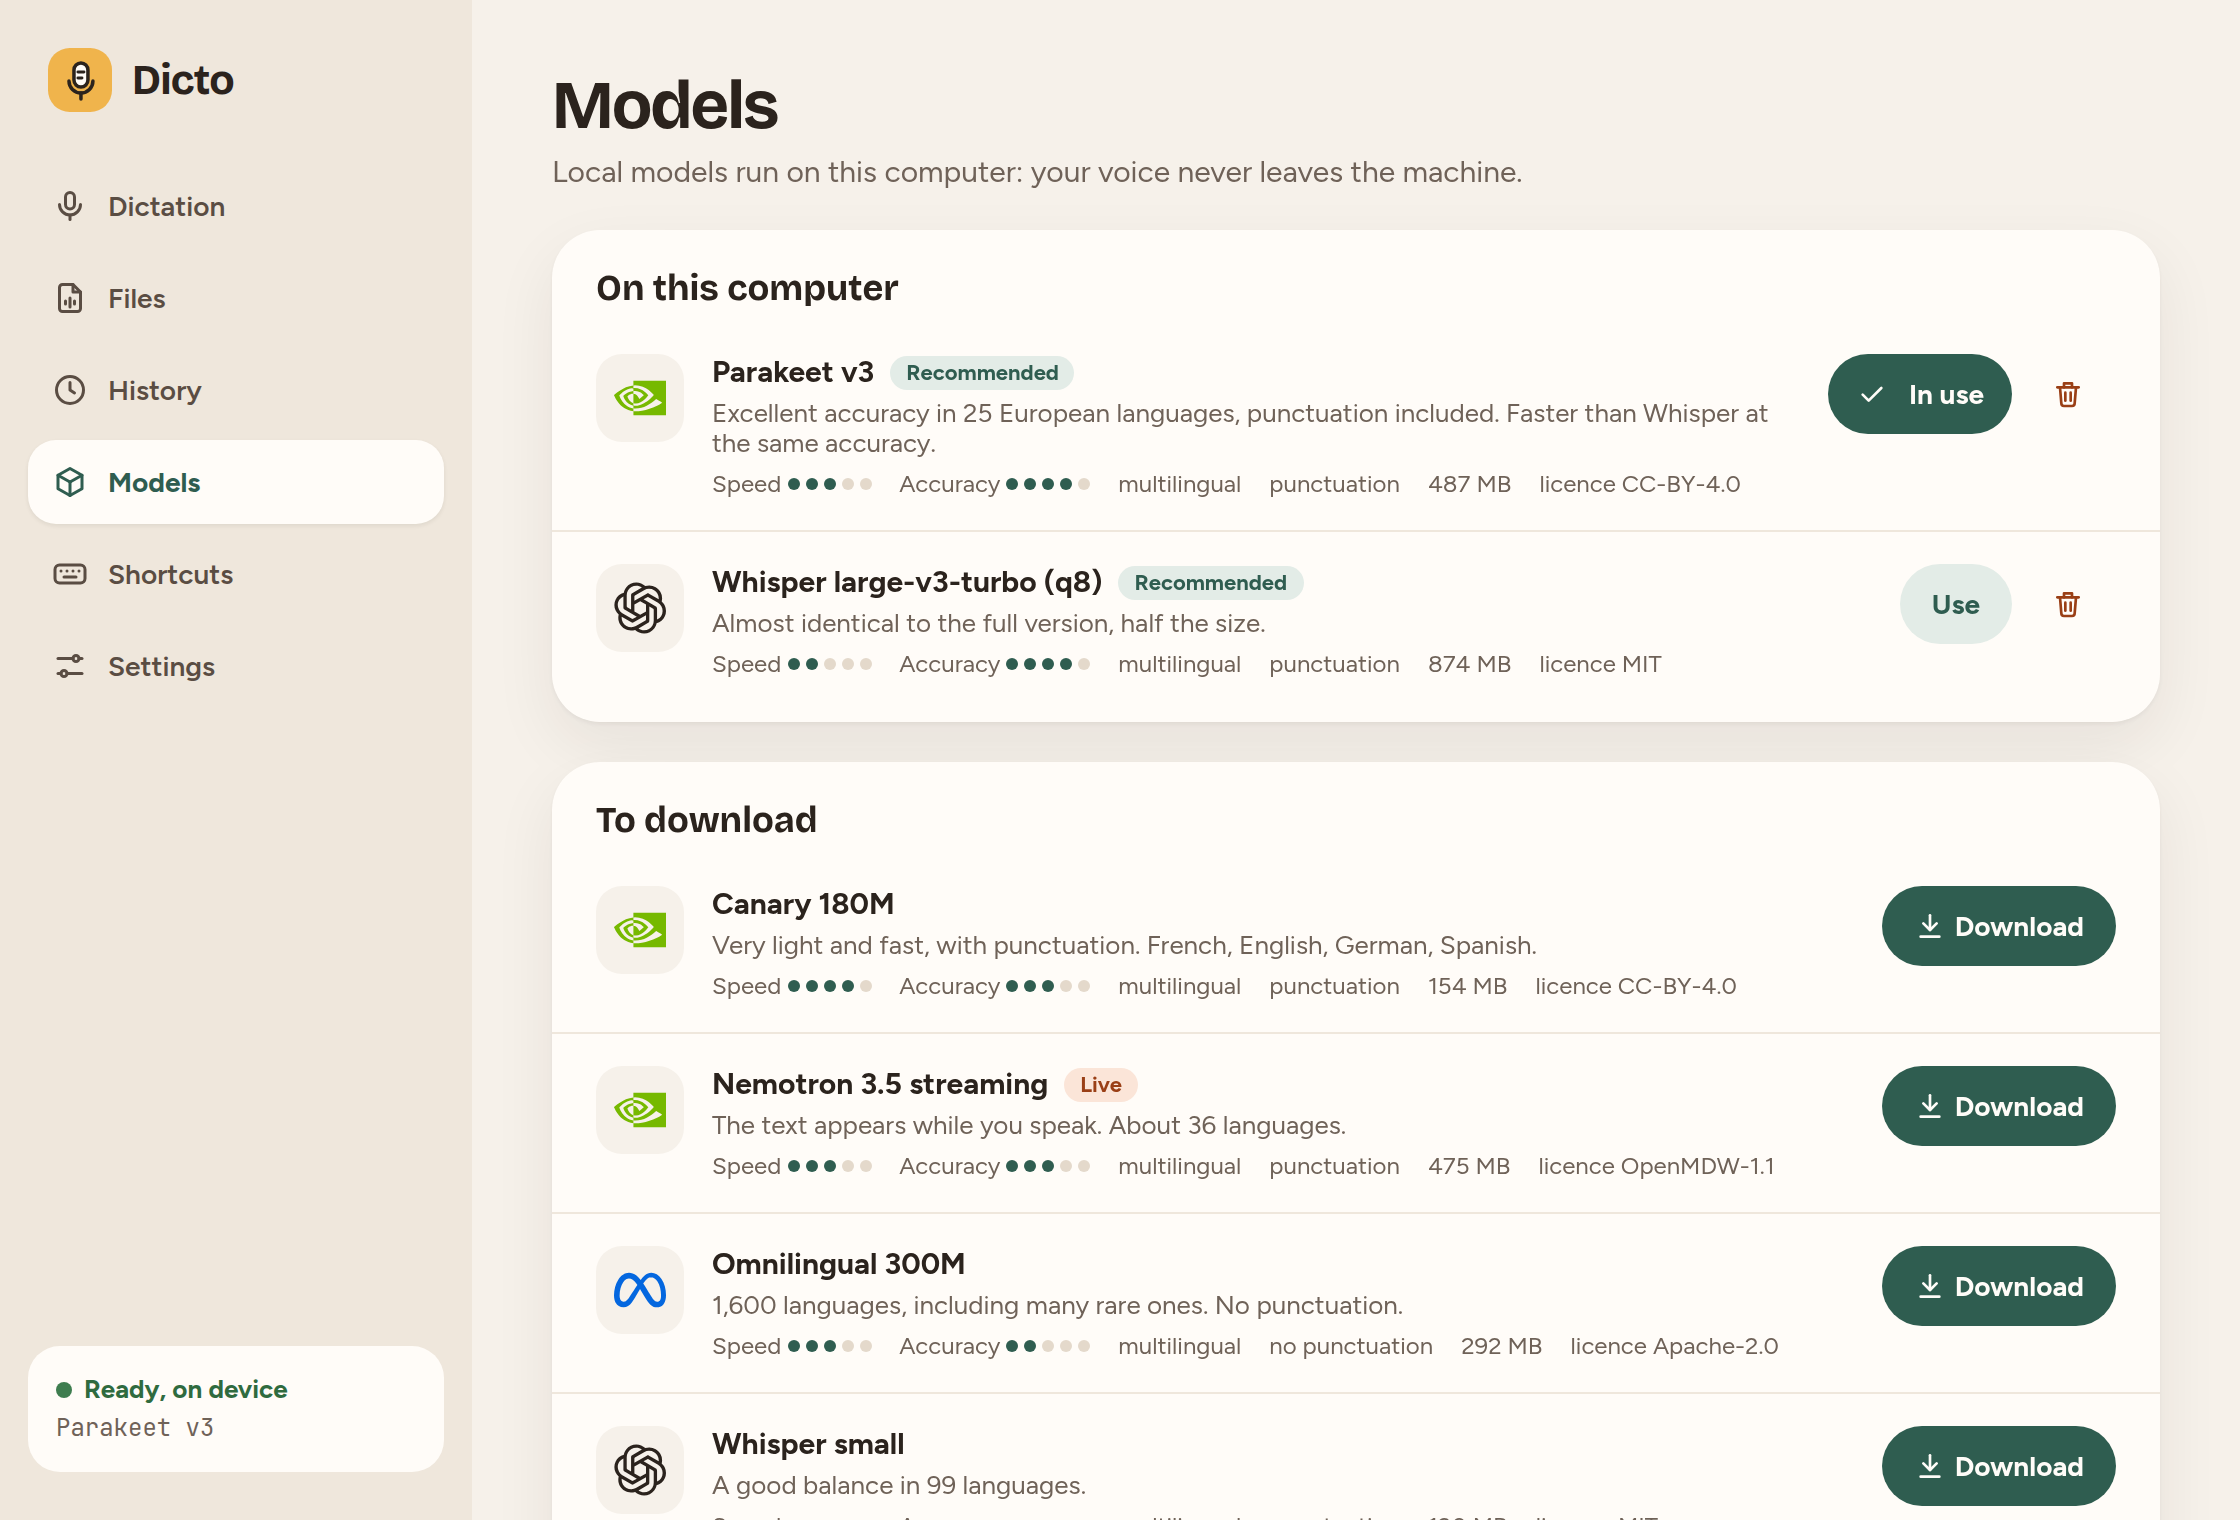 Dicto
Dictation
Files
History
Models
Shortcuts
Settings
Ready, on device
Parakeet v3
Models
Local models run on this computer: your voice never leaves the machine.
On this computer
Parakeet v3 Recommended
Excellent accuracy in 25 European languages, punctuation included. Faster than Whisper at
the same accuracy.
Speed Accuracy multilingual punctuation 487 MB licence CC-BY-4.0
In use
Whisper large-v3-turbo (q8) Recommended
Almost identical to the full version, half the size.
Speed Accuracy multilingual punctuation 874 MB licence MIT
Use
To download
Canary 180M
Very light and fast, with punctuation. French, English, German, Spanish.
Speed Accuracy multilingual punctuation 154 MB licence CC-BY-4.0
Download
Nemotron 3.5 streaming Live
The text appears while you speak. About 36 languages.
Speed Accuracy multilingual punctuation 475 MB licence OpenMDW-1.1
Download
Omnilingual 300M
1,600 languages, including many rare ones. No punctuation.
Speed Accuracy multilingual no punctuation 292 MB licence Apache-2.0
Download
Whisper small
A good balance in 99 languages.
Download